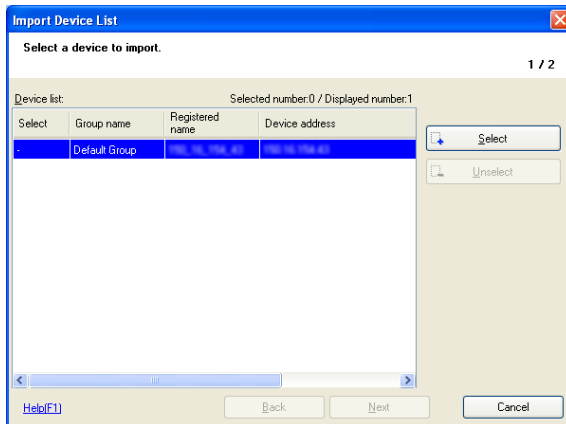 Import Device List
Select a device to import.
1 / 2
Device list:
Selected number:0 / Displayed number:1
Select Group name Registered name Device address
- Default Group
Select
Unselect
Help(F1)
Back Next Cancel